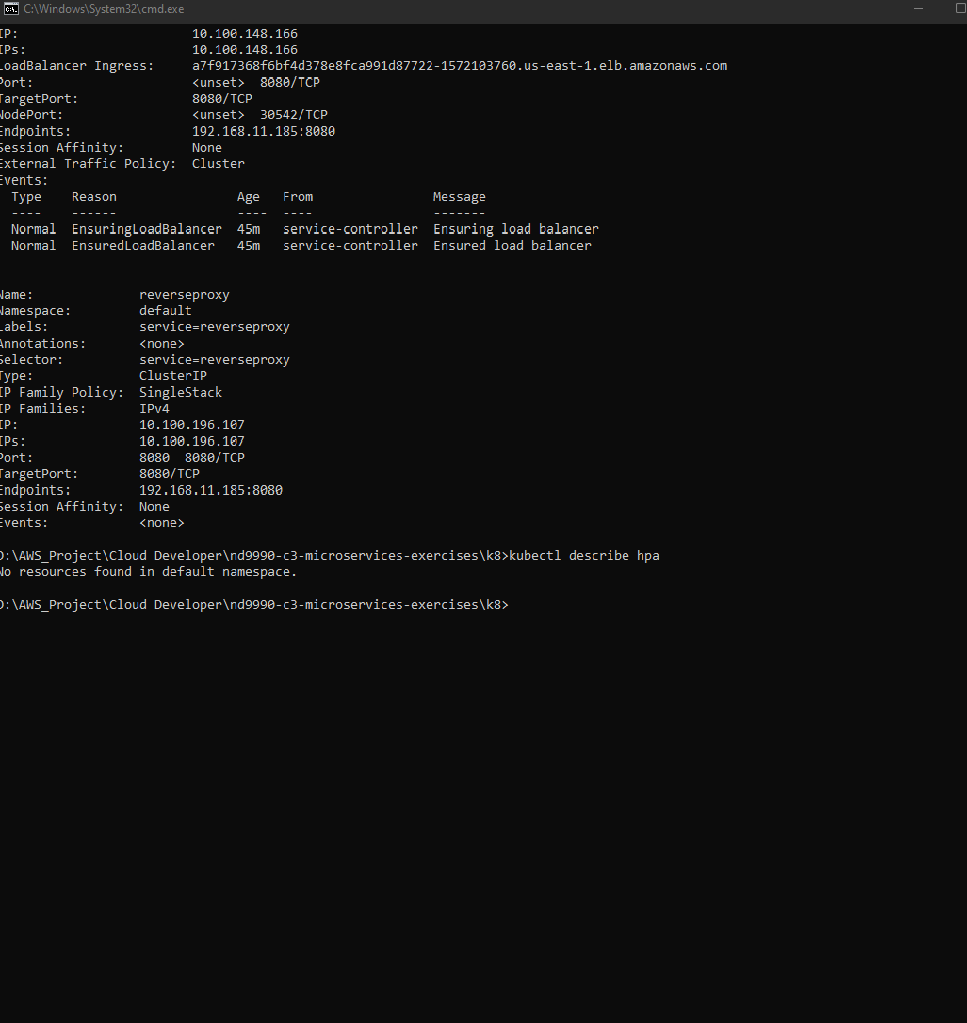 C:\Windows\System32\cmd.exe
IP: 10.100.148.166
IPs: 10.100.148.166
LoadBalancer Ingress: a7f917368f6bf4d378e8fca991d87722-1572103760.us-east-1.elb.amazonaws.com
Port: <unset> 8080/TCP
TargetPort: 8080/TCP
NodePort: <unset> 30542/TCP
Endpoints: 192.168.11.185:8080
Session Affinity: None
External Traffic Policy: Cluster
Events:
Type Reason Age From Message
---- ------ ---- ---- -------
Normal EnsuringLoadBalancer 45m service-controller Ensuring load balancer
Normal EnsuredLoadBalancer 45m service-controller Ensured load balancer
Name: reverseproxy
Namespace: default
Labels: service=reverseproxy
Annotations: <none>
Selector: service=reverseproxy
Type: ClusterIP
IP Family Policy: SingleStack
IP Families: IPv4
IP: 10.100.196.107
IPs: 10.100.196.107
Port: 8080 8080/TCP
TargetPort: 8080/TCP
Endpoints: 192.168.11.185:8080
Session Affinity: None
Events: <none>
D:\AWS_Project\Cloud Developer\nd9990-c3-microservices-exercises\k8>kubectl describe hpa
No resources found in default namespace.
D:\AWS_Project\Cloud Developer\nd9990-c3-microservices-exercises\k8>